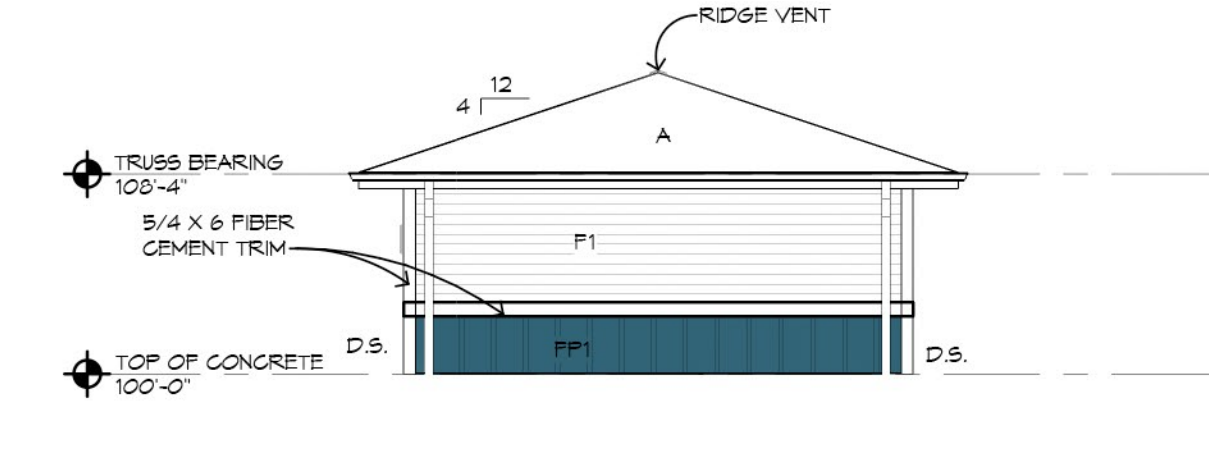 RIDGE VENT
12
4
A
TRUSS BEARING
108'-4"
5/4 X 6 FIBER
CEMENT TRIM
F1
D.S.
FP1
D.S.
TOP OF CONCRETE
100'-0"